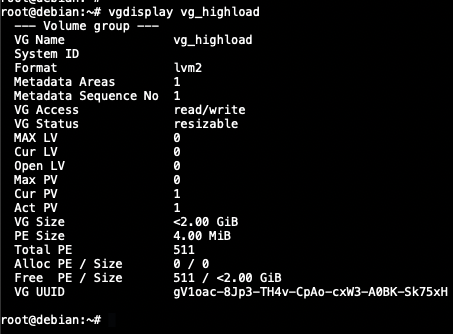 root@debian:~# vgdisplay vg_highload
--- Volume group ---
VG Name vg_highload
System ID
Format lvm2
Metadata Areas 1
Metadata Sequence No 1
VG Access read/write
VG Status resizable
MAX LV 0
Cur LV 0
Open LV 0
Max PV 0
Cur PV 1
Act PV 1
VG Size <2.00 GiB
PE Size 4.00 MiB
Total PE 511
Alloc PE / Size 0 / 0
Free PE / Size 511 / <2.00 GiB
VG UUID gV1oac-8Jp3-TH4v-CpAo-cxW3-A0BK-Sk75xH
root@debian:~#